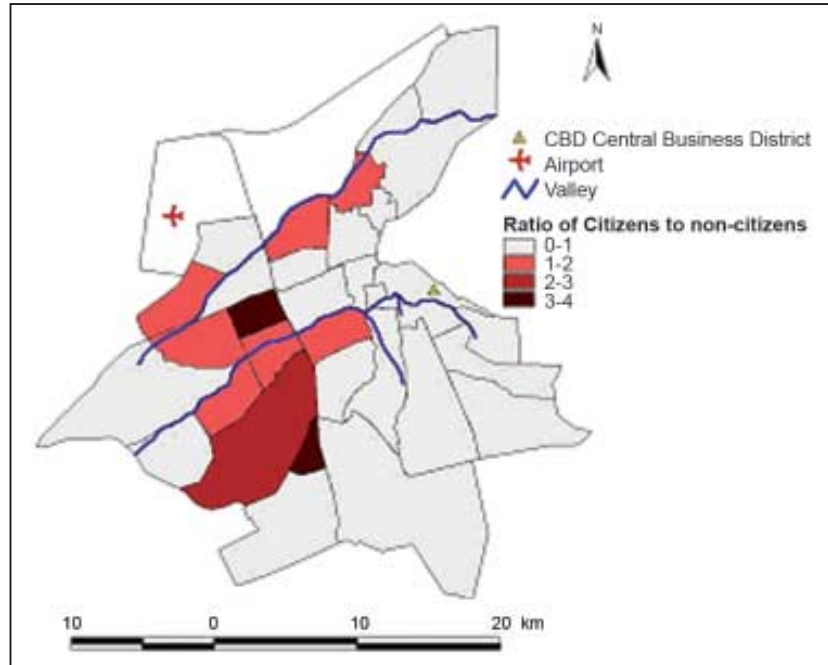 N
CBD Central Business District
Airport
Valley
Ratio of Citizens to non-citizens
0-1
1-2
2-3
3-4
10 0 10 20 km